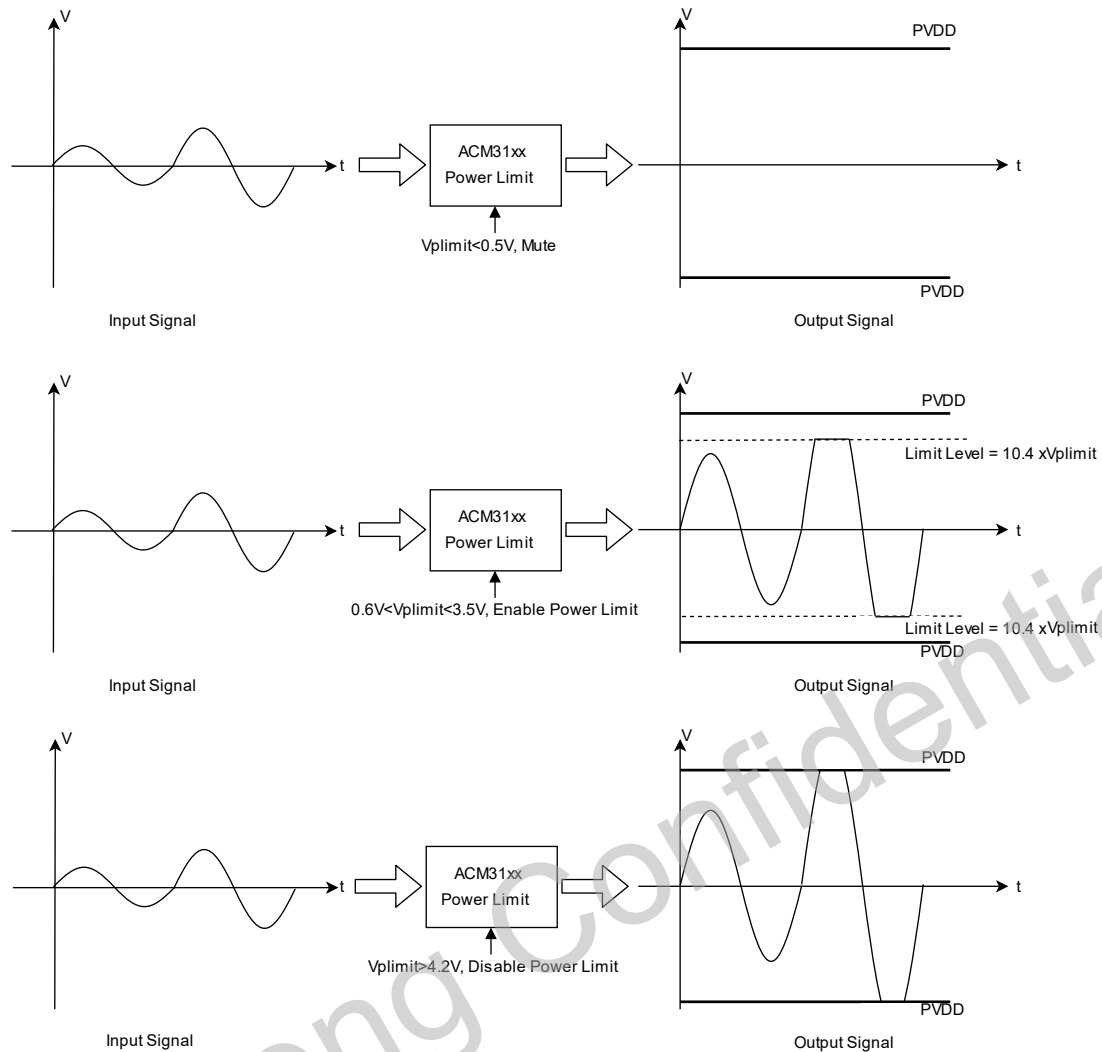 V
V
PVDD
t
ACM31xx
Power Limit
t
Vplimit<0.5V, Mute
PVDD
Input Signal
Output Signal
V
V
PVDD
Limit Level = 10.4 xVplimit
t
ACM31xx
Power Limit
t
0.6V<Vplimit<3.5V, Enable Power Limit
Limit Level = 10.4 xVplimit
PVDD
Input Signal
Output Signal
V
V
PVDD
t
ACM31xx
Power Limit
t
Vplimit>4.2V, Disable Power Limit
PVDD
Input Signal
Output Signal